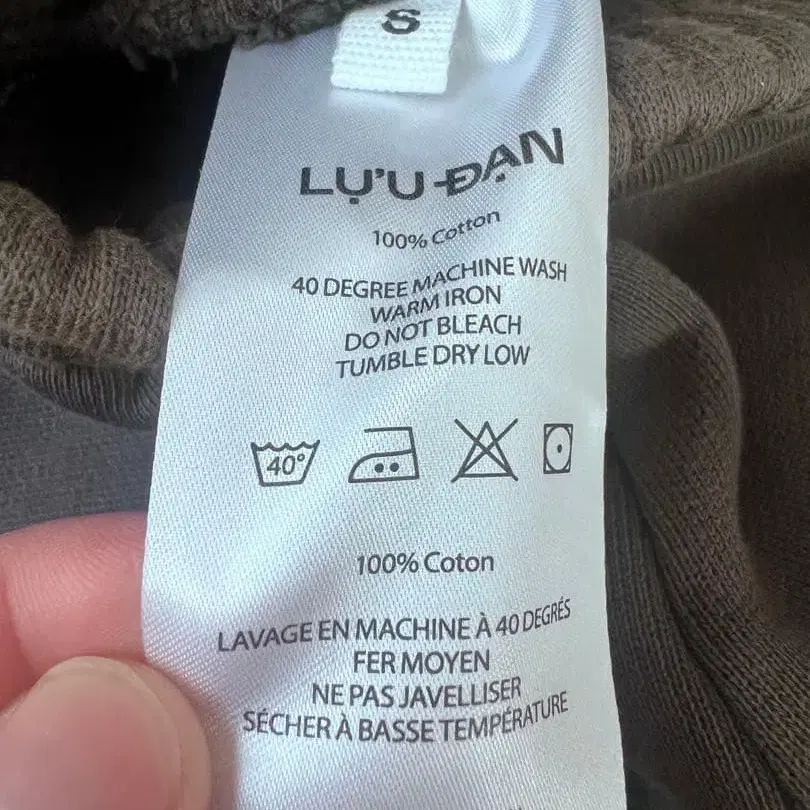 S
LỰU ĐẠN
100% Cotton
40 DEGREE MACHINE WASH
WARM IRON
DO NOT BLEACH
TUMBLE DRY LOW
40°
100% Coton
LAVAGE EN MACHINE À 40 DEGRÉS
FER MOYEN
NE PAS JAVELLISER
SÉCHER À BASSE TEMPÉRATURE